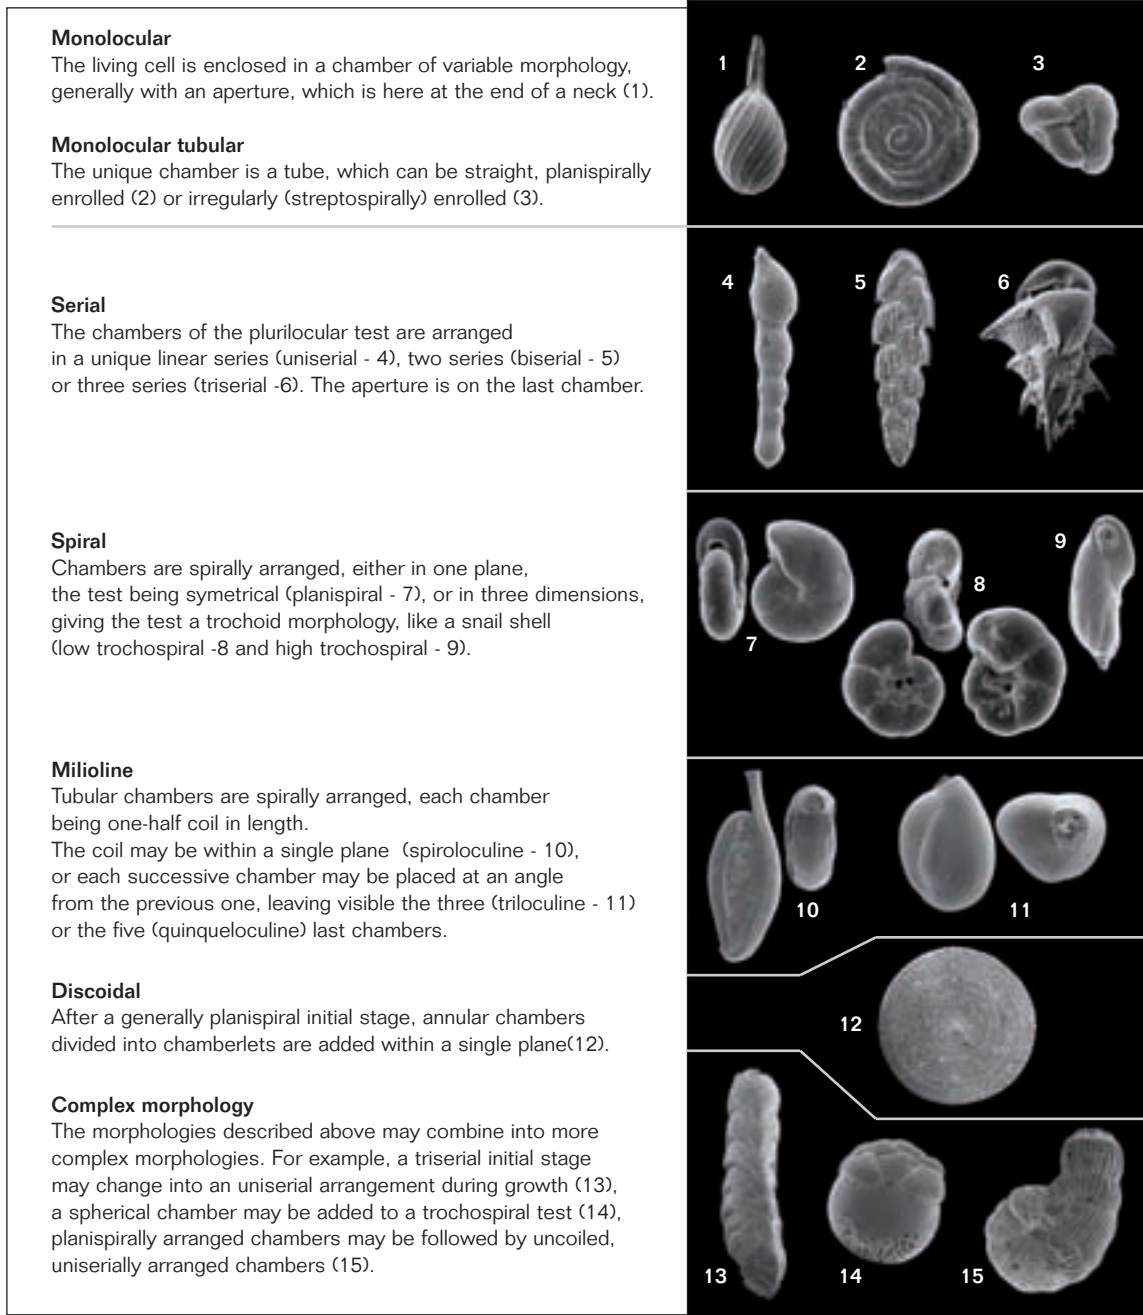 Monolocular
The living cell is enclosed in a chamber of variable morphology,
generally with an aperture, which is here at the end of a neck (1).
Monolocular tubular
The unique chamber is a tube, which can be straight, planispirally
enrolled (2) or irregularly (streptospirally) enrolled (3).
1 2 3
Serial
The chambers of the plurilocular test are arranged
in a unique linear series (uniserial - 4), two series (biserial - 5)
or three series (triserial -6). The aperture is on the last chamber.
4 5 6
Spiral
Chambers are spirally arranged, either in one plane,
the test being symetrical (planispiral - 7), or in three dimensions,
giving the test a trochoid morphology, like a snail shell
(low trochospiral -8 and high trochospiral - 9).
7 8 9
Milioline
Tubular chambers are spirally arranged, each chamber
being one-half coil in length.
The coil may be within a single plane (spiroloculine - 10),
or each successive chamber may be placed at an angle
from the previous one, leaving visible the three (triloculine - 11)
or the five (quinqueloculine) last chambers.
10 11
Discoidal
After a generally planispiral initial stage, annular chambers
divided into chamberlets are added within a single plane(12).
12
Complex morphology
The morphologies described above may combine into more
complex morphologies. For example, a triserial initial stage
may change into an uniserial arrangement during growth (13),
a spherical chamber may be added to a trochospiral test (14),
planispirally arranged chambers may be followed by uncoiled,
uniserially arranged chambers (15).
13 14 15